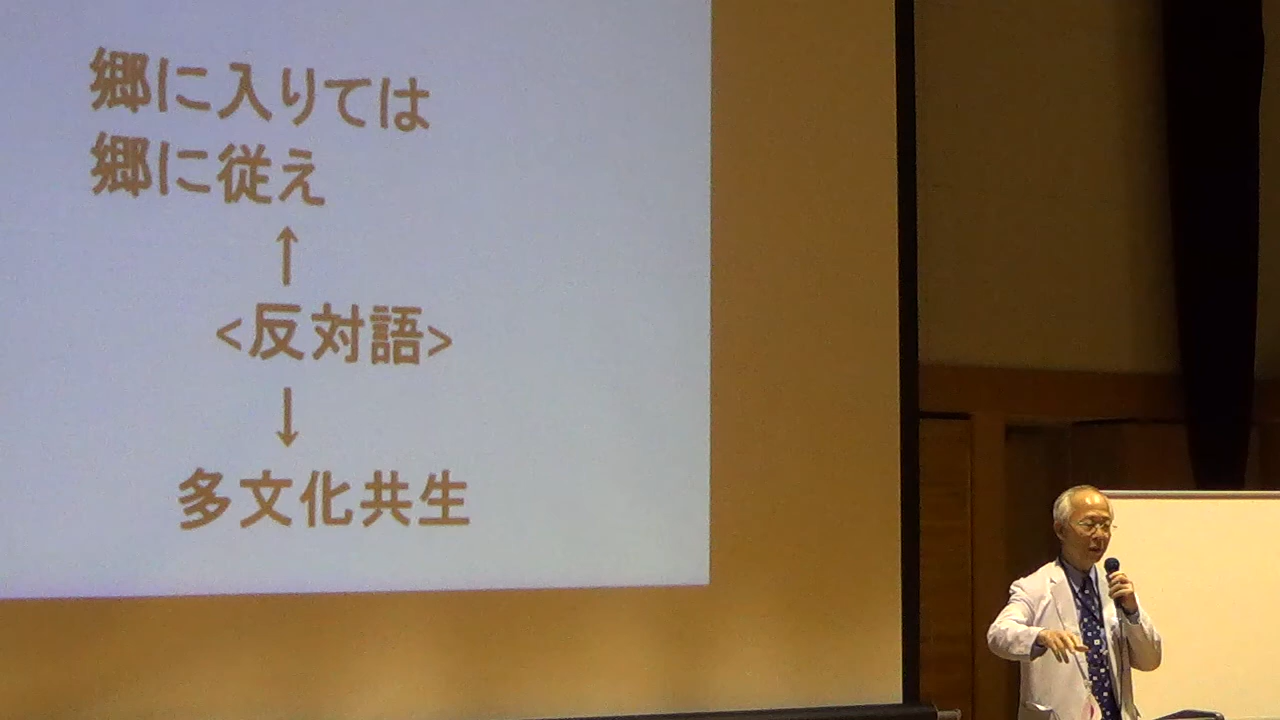 郷に入りては
郷に従え
↑
<反対語>
↓
多文化共生